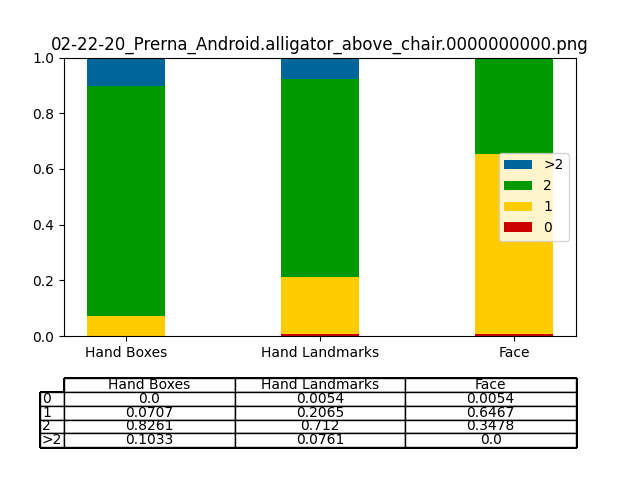 02-22-20_Prerna_Android.alligator_above_chair.0000000000.png
1.0
0.8
0.6
0.4
0.2
0.0
>2
2
1
0
Hand Boxes Hand Landmarks Face
Hand Boxes Hand Landmarks Face
0 0.0 0.0054 0.0054
1 0.0707 0.2065 0.6467
2 0.8261 0.712 0.3478
>2 0.1033 0.0761 0.0